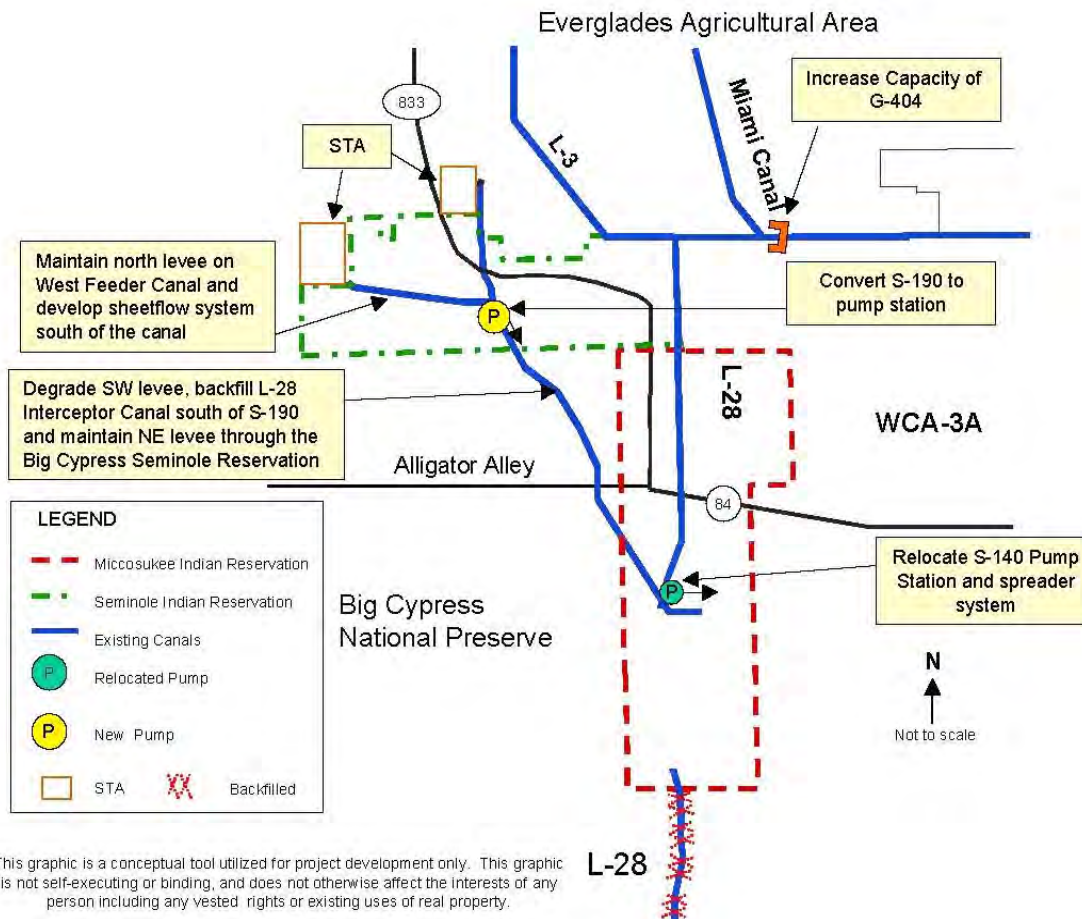 Everglades Agricultural Area
833
Increase Capacity of
G-404
STA
L-3
Miami Canal
Maintain north levee on
West Feeder Canal and
develop sheetflow system
south of the canal
Convert S-190 to
pump station
P
Degrade SW levee, backfill L-28
Interceptor Canal south of S-190
and maintain NE levee through the
Big Cypress Seminole Reservation
L-28
WCA-3A
Alligator Alley
84
LEGEND
Miccosukee Indian Reservation
Seminole Indian Reservation
Existing Canals
P
Relocated Pump
P
New Pump
STA
Backfilled
Big Cypress
National Preserve
P
Relocate S-140 Pump
Station and spreader
system
N
Not to scale
L-28
This graphic is a conceptual tool utilized for project development only. This graphic
is not self-executing or binding, and does not otherwise affect the interests of any
person including any vested rights or existing uses of real property.